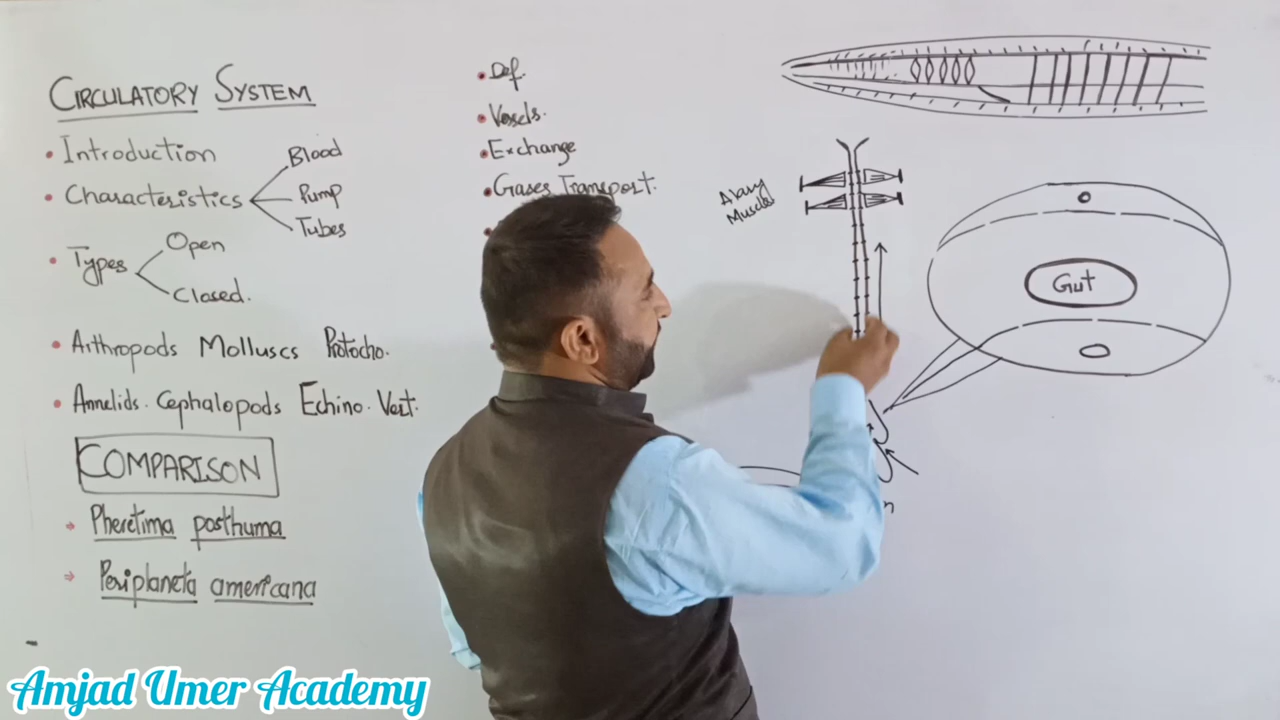 CIRCULATORY SYSTEM
• Introduction
• Characteristics
Blood
Pump
Tubes
• Types
Open
Closed.
• Arthropods Molluscs Protocho.
• Annelids. Cephalopods Echino. Vert.
COMPARISON
Pheretima posthuma
Periplaneta americana
• Def.
• Vessels.
• Exchange
• Gases Transport.
Alary
Muscles
Gut
Amjad Umer Academy